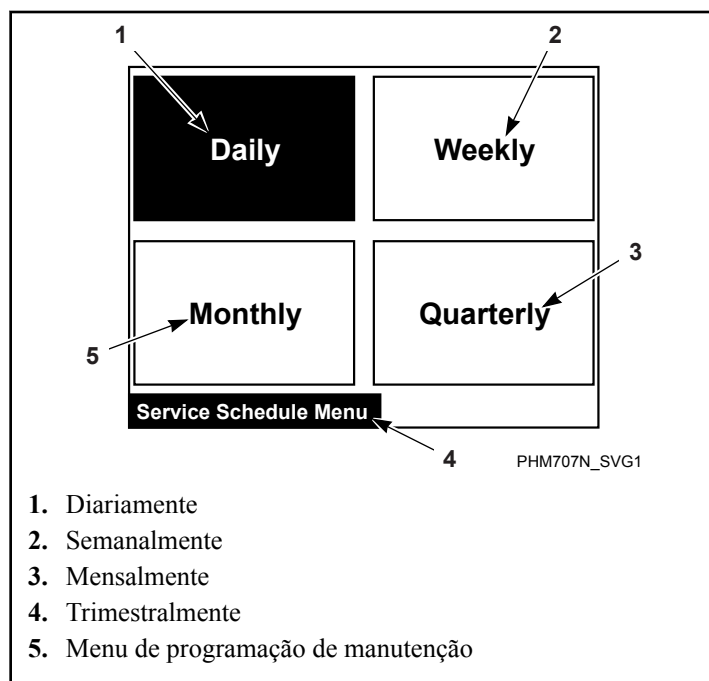 1
2
Daily
Weekly
3
Monthly
Quarterly
5
Service Schedule Menu
4
PHM707N_SVG1
1. Diariamente
2. Semanalmente
3. Mensalmente
4. Trimestralmente
5. Menu de programação de manutenção